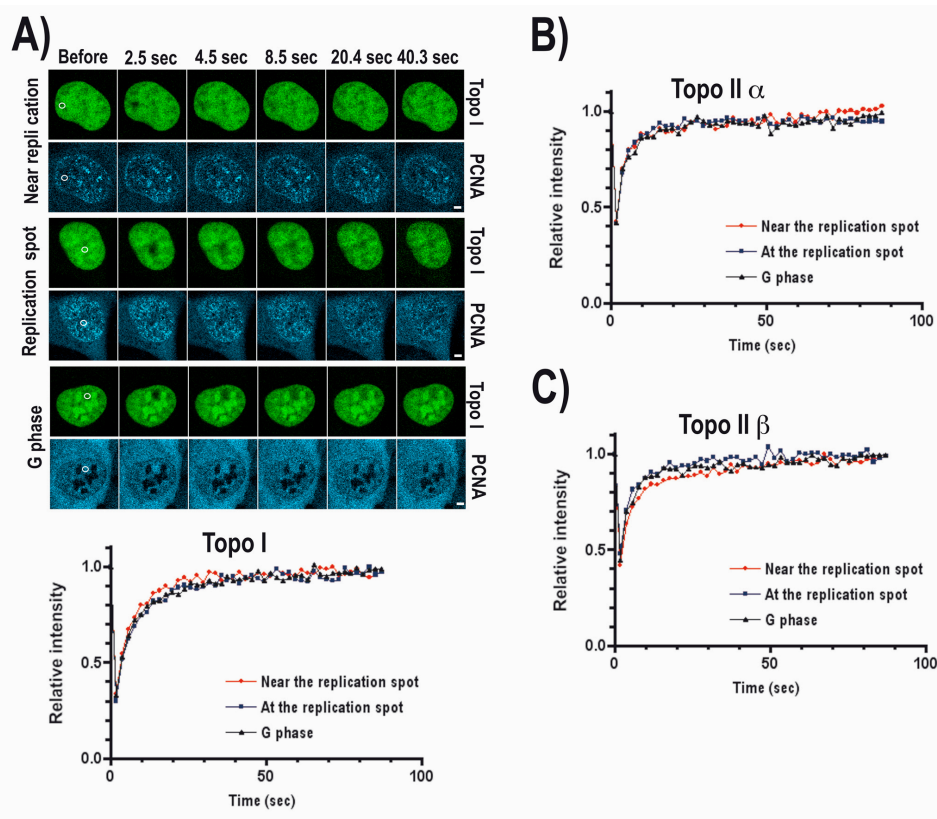 A)
Before 2.5 sec 4.5 sec 8.5 sec 20.4 sec 40.3 sec
Near repli cation
Topo I
PCNA
Replication spot
Topo I
PCNA
G phase
Topo I
PCNA
Topo I
Relative intensity
1.0
0.5
0.0
0 50 100
Time (sec)
Near the replication spot
At the replication spot
G phase
B)
Topo II α
Relative intensity
1.0
0.5
0.0
0 50 100
Time (sec)
Near the replication spot
At the replication spot
G phase
C)
Topo II β
Relative intensity
1.0
0.5
0.0
0 50 100
Time (sec)
Near the replication spot
At the replication spot
G phase